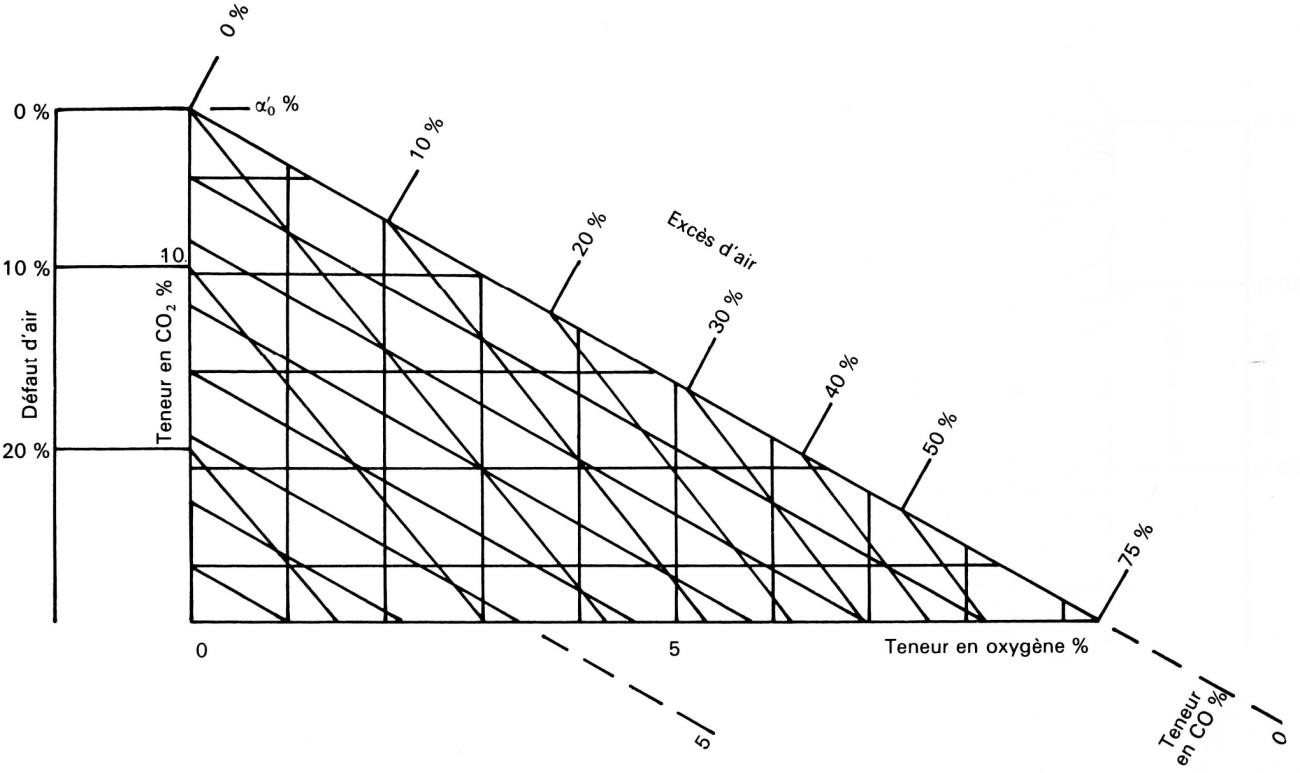 0 %
0 %
α'₀ %
10 %
20 %
Excès d'air
10.
10 %
30 %
Défaut d'air
Teneur en CO₂ %
40 %
50 %
20 %
75 %
0
5
Teneur en oxygène %
Teneur
en CO %
5
0